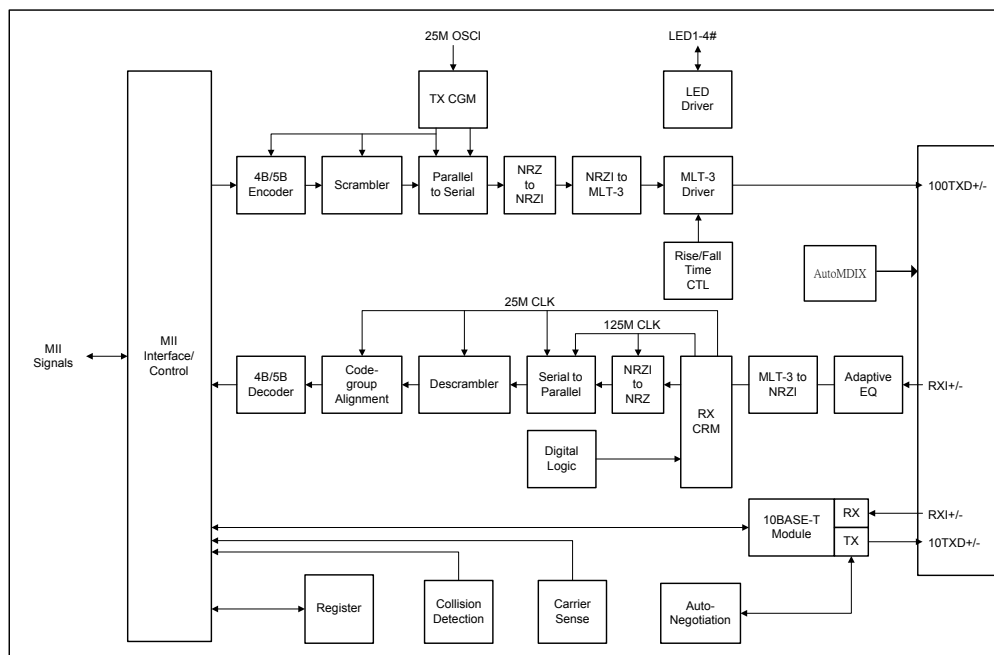 25M OSCI
LED1-4#
TX CGM
LED
Driver
4B/5B
Encoder
Scrambler
Parallel
to Serial
NRZ
to
NRZI
NRZI to
MLT-3
MLT-3
Driver
100TXD+/-
Rise/Fall
Time
CTL
AutoMDIX
25M CLK
125M CLK
MII
Signals
MII
Interface/
Control
4B/5B
Decoder
Code-
group
Alignment
Descrambler
Serial to
Parallel
NRZI
to
NRZ
RX
CRM
MLT-3 to
NRZI
Adaptive
EQ
RXI+/-
Digital
Logic
10BASE-T
Module
RX
TX
RXI+/-
10TXD+/-
Register
Collision
Detection
Carrier
Sense
Auto-
Negotiation